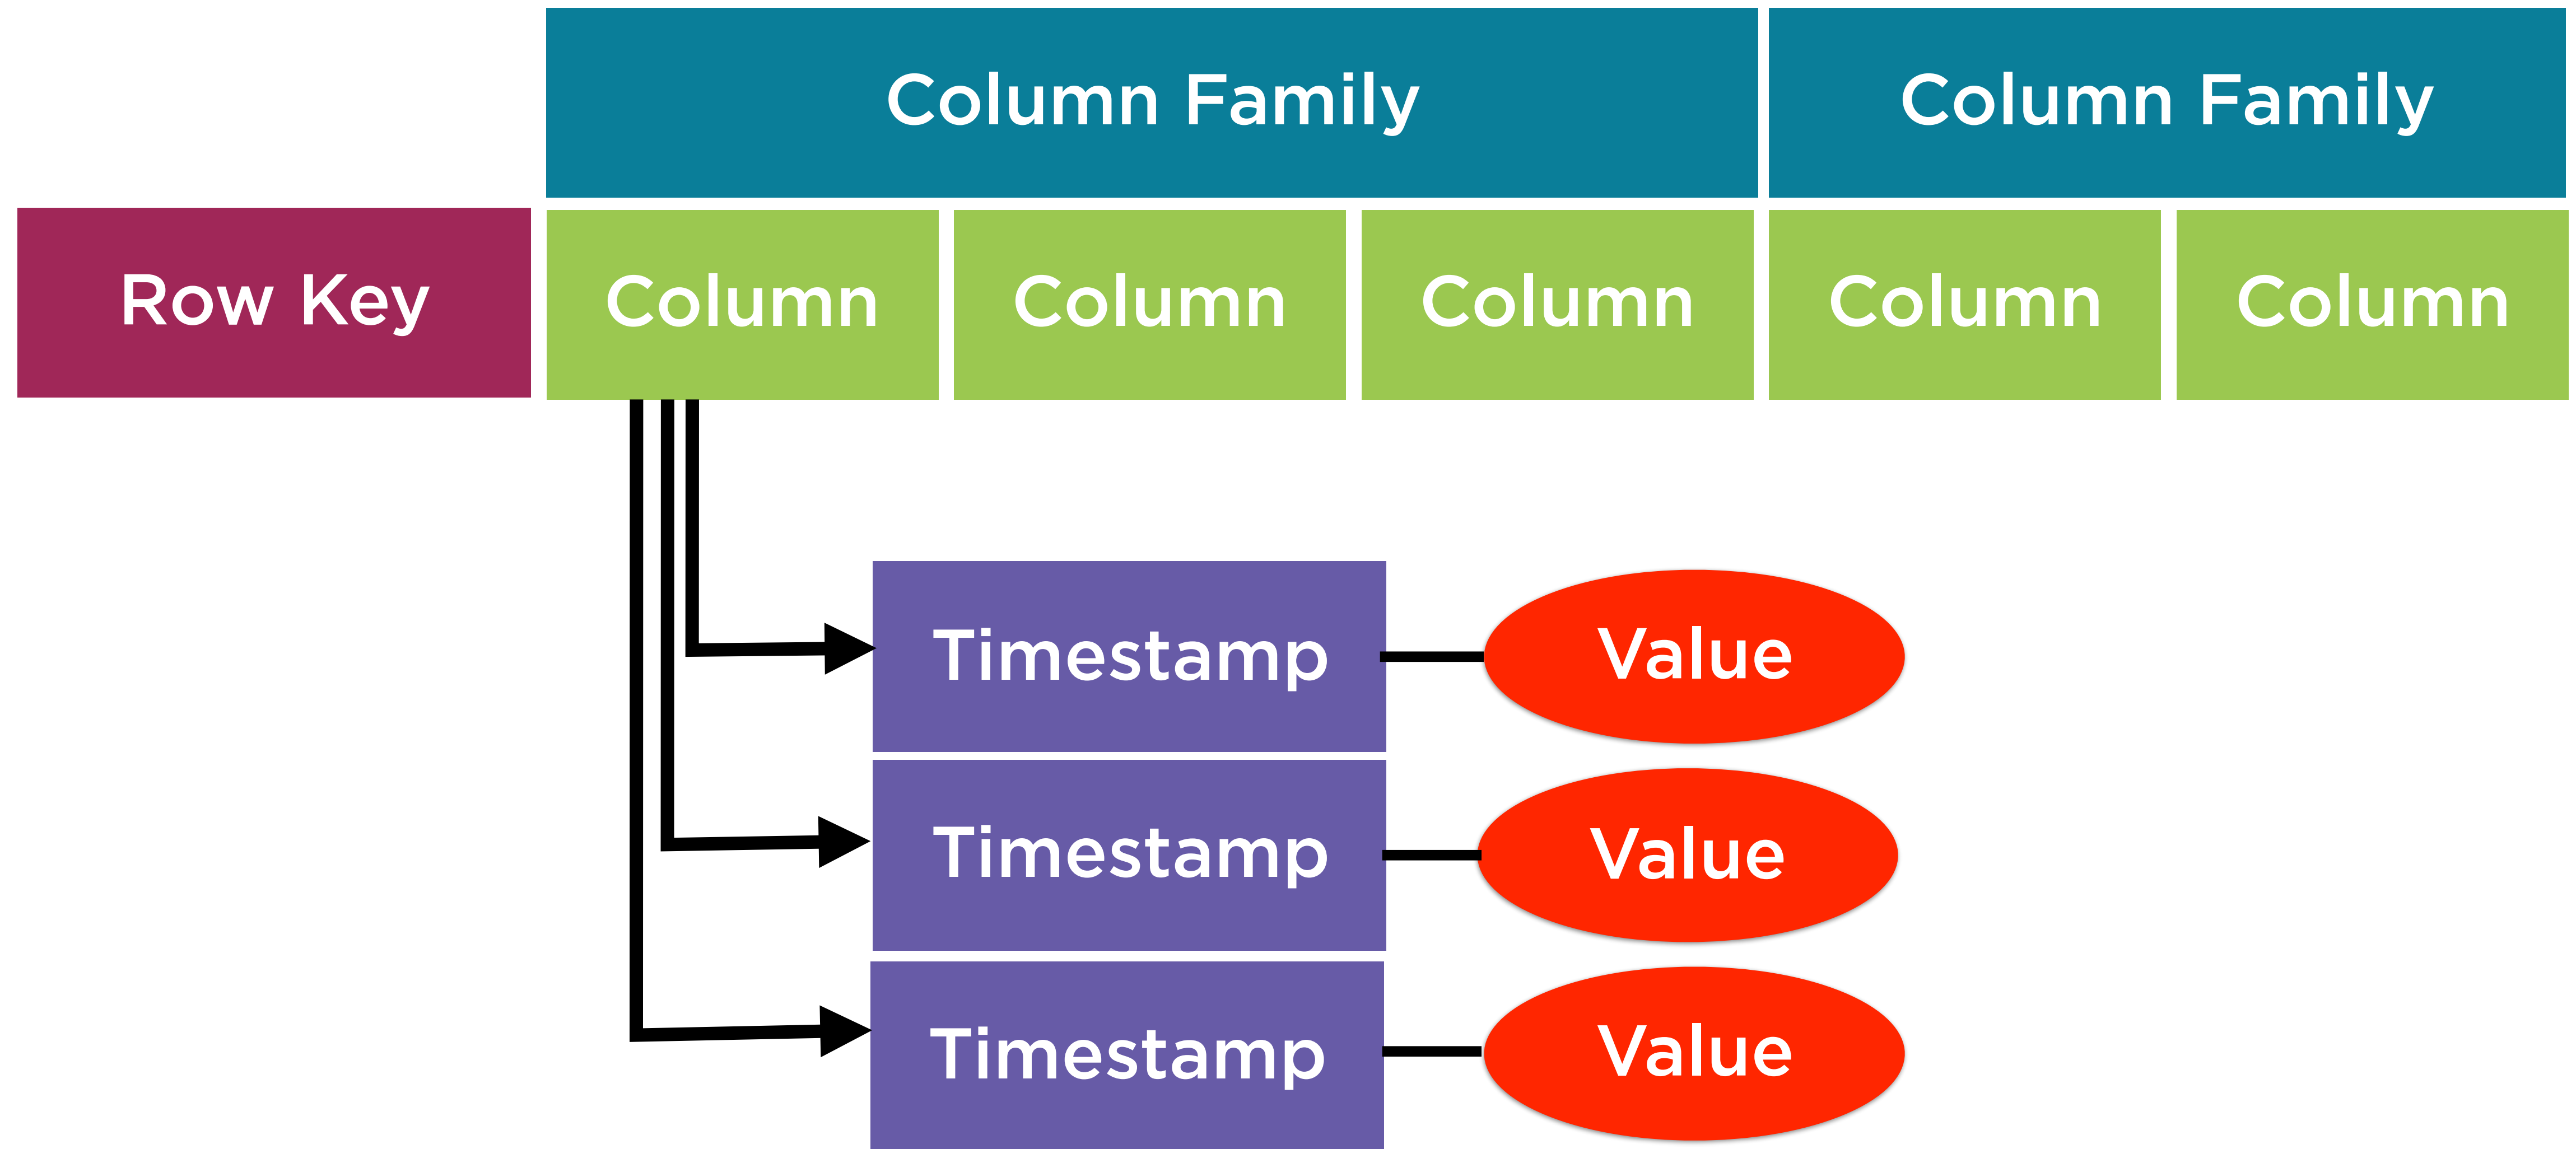 Column Family Column Family
Row Key Column Column Column Column Column
Timestamp Value
Timestamp Value
Timestamp Value